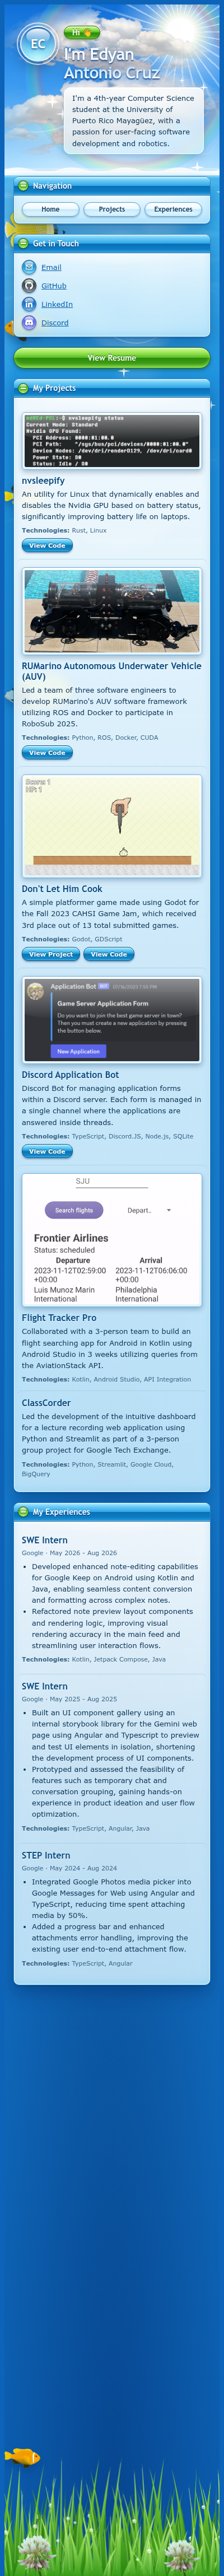 EC
Hi 👋
I'm Edyan
Antonio Cruz
I'm a 4th-year Computer Science
student at the University of
Puerto Rico Mayagüez, with a
passion for user-facing software
development and robotics.
Navigation
Home
Projects
Experiences
Get in Touch
Email
GitHub
LinkedIn
Discord
View Resume
My Projects
nvsleepify status
Current Mode: Standard
Nvidia GPU Found:
PCI Address: 0000:01:00.0
Power State: D0
Status: Idle / D0
nvsleepify
An utility for Linux that dynamically enables and
disables the Nvidia GPU based on battery status,
significantly improving battery life on laptops.
Technologies: Rust, Linux
View Code
RUMarino Autonomous Underwater Vehicle
(AUV)
Led a team of three software engineers to
develop RUMarino's AUV software framework
utilizing ROS and Docker to participate in
RoboSub 2025.
Technologies: Python, ROS, Docker, CUDA
View Code
Score: 1
HP: 1
Don't Let Him Cook
A simple platformer game made using Godot for
the Fall 2023 CAHSI Game Jam, which received
3rd place out of 13 total submitted games.
Technologies: Godot, GDScript
View Project
View Code
Application Bot
Game Server Application Form
Do you want to be the best game server in town?
Then you must create a new application by pressing
the button below.
New Application
Discord Application Bot
Discord Bot for managing application forms
within a Discord server. Each form is managed in
a single channel where the applications are
answered inside threads.
Technologies: TypeScript, Discord.JS, Node.js, SQLite
View Code
SJU
Search flights
Depart..
Frontier Airlines
Status: scheduled
Departure
Arrival
2023-11-12T02:59:00
2023-11-12T06:06:00
+00:00
+00:00
Luis Munoz Marin
Philadelphia
International
International
Flight Tracker Pro
Collaborated with a 3-person team to build an
flight searching app for Android in Kotlin using
Android Studio in 3 weeks utilizing queries from
the AviationStack API.
Technologies: Kotlin, Android Studio, API Integration
ClassCorder
Led the development of the intuitive dashboard
for a lecture recording web application using
Python and Streamlit as part of a 3-person
group project for Google Tech Exchange.
Technologies: Python, Streamlit, Google Cloud,
BigQuery
My Experiences
SWE Intern
Google · May 2026 – Aug 2026
• Developed enhanced note-editing capabilities
for Google Keep on Android using Kotlin and
Java, enabling seamless content conversion
and formatting across complex notes.
• Refactored note preview layout components
and rendering logic, improving visual
rendering accuracy in the main feed and
streamlining user interaction flows.
Technologies: Kotlin, Jetpack Compose, Java
SWE Intern
Google · May 2025 – Aug 2025
• Built an UI component gallery using an
internal storybook library for the Gemini web
page using Angular and Typescript to preview
and test UI elements in isolation, shortening
the development process of UI components.
• Prototyped and assessed the feasibility of
features such as temporary chat and
conversation grouping, gaining hands-on
experience in product ideation and user flow
optimization.
Technologies: TypeScript, Angular, Java
STEP Intern
Google · May 2024 – Aug 2024
• Integrated Google Photos media picker into
Google Messages for Web using Angular and
TypeScript, reducing time spent attaching
media by 50%.
• Added a progress bar and enhanced
attachments error handling, improving the
existing user end-to-end attachment flow.
Technologies: TypeScript, Angular